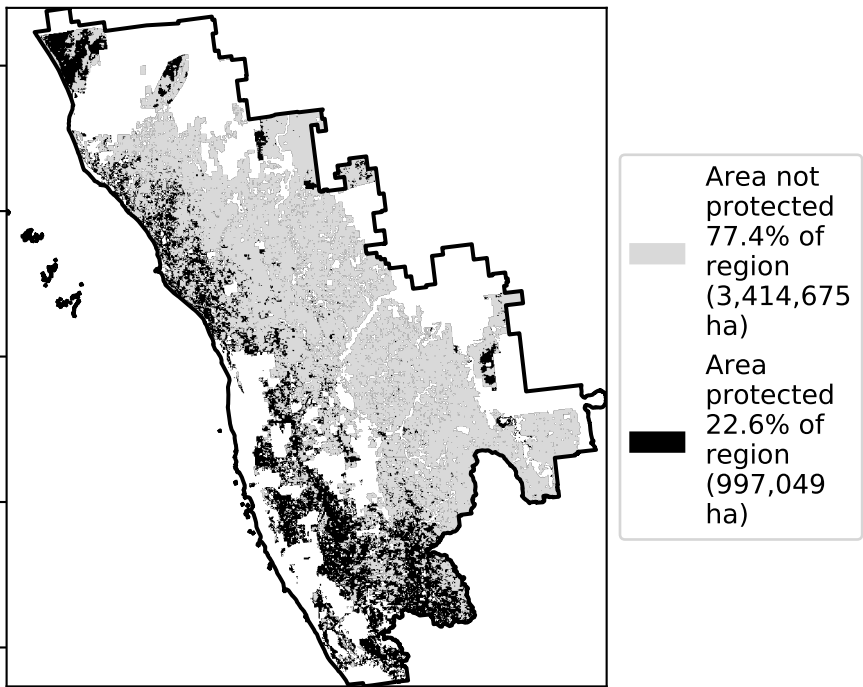 Area not
protected
77.4% of
region
(3,414,675
ha)
Area
protected
22.6% of
region
(997,049
ha)